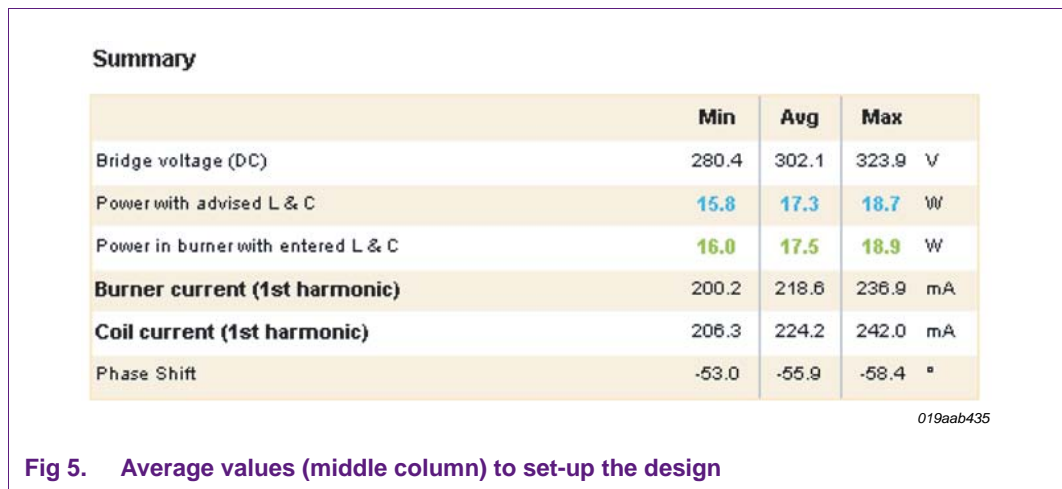 Summary
Min Avg Max
Bridge voltage (DC) 280.4 302.1 323.9 V
Power with advised L & C 15.8 17.3 18.7 W
Power in burner with entered L & C 16.0 17.5 18.9 W
Burner current (1st harmonic) 200.2 218.6 236.9 mA
Coil current (1st harmonic) 206.3 224.2 242.0 mA
Phase Shift -53.0 -55.9 -58.4 °
019aab435
Fig 5. Average values (middle column) to set-up the design